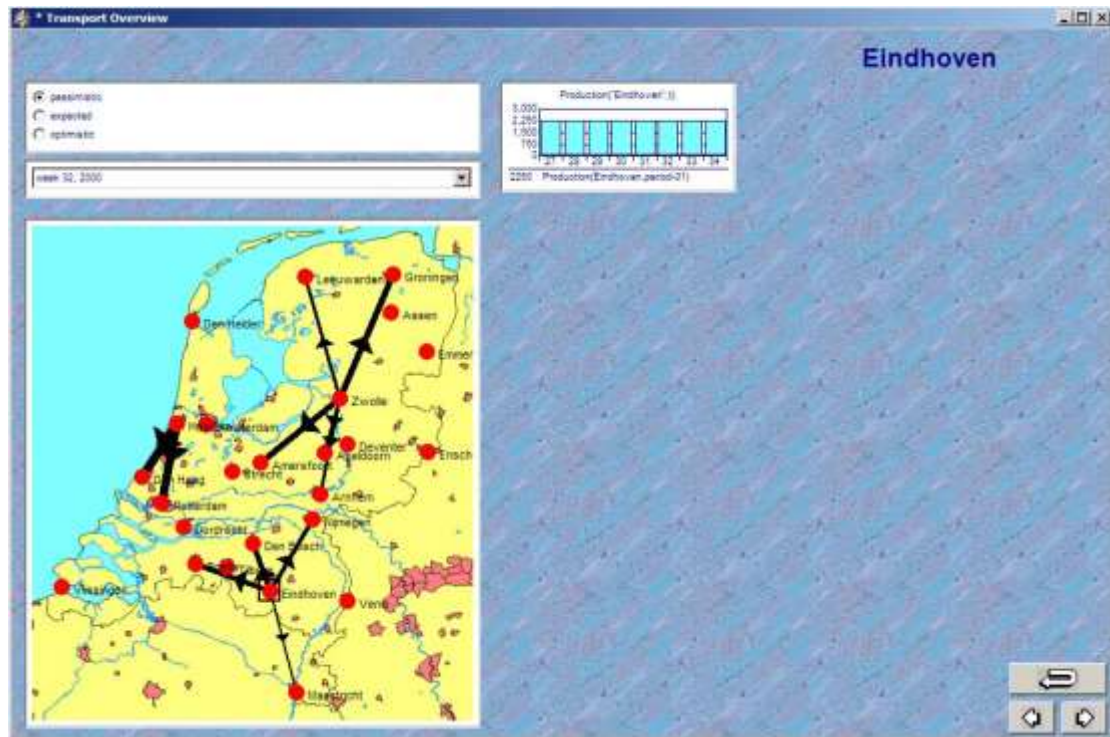 * Transport Overview
Eindhoven
pessimistic
expected
optimistic
week 32, 2000
Production("Eindhoven",)
3,000
2,250
1,500
750
0
27 28 29 30 31 32 33 34
2250 Production(Eindhoven,period-31)
Leeuwarden
Groningen
Assen
Den Helder
Emmen
Zwolle
Deventer
Apeldoorn
Ensch
Amersfoort
Utrecht
Den Haag
Arnhem
Rotterdam
Nijmegen
Dordrecht
Den Bosch
Eindhoven
Vlissingen
Venlo
Maastricht